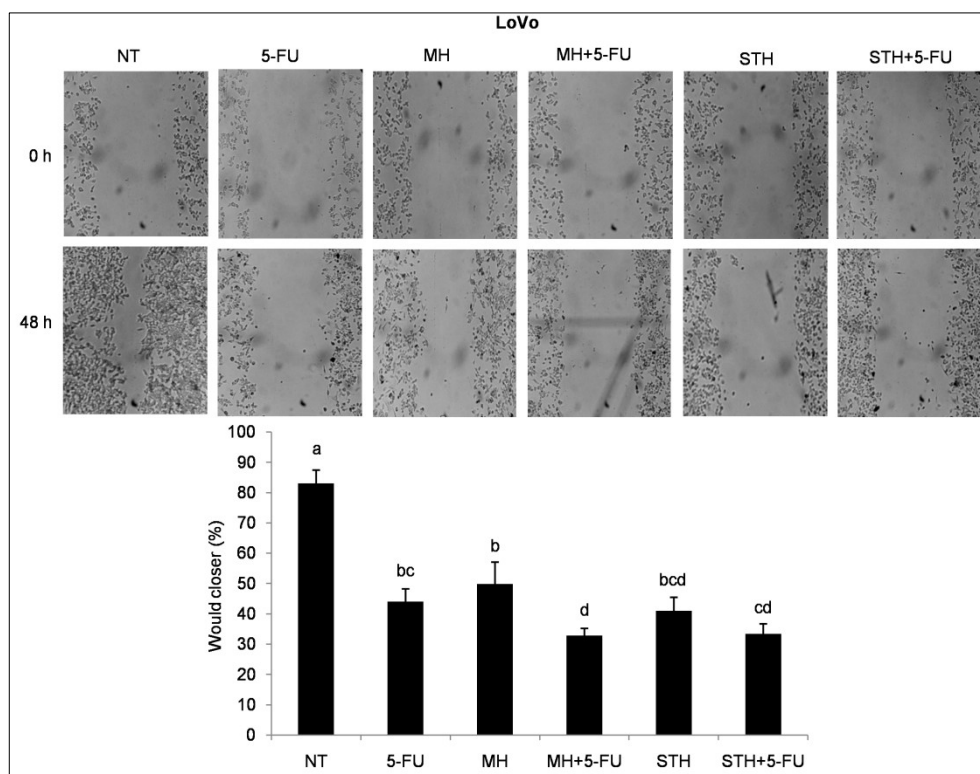 LoVo
NT 5-FU MH MH+5-FU STH STH+5-FU
0 h
48 h
Would closer (%)
100
90
80
70
60
50
40
30
20
10
0
a
bc
b
d
bcd
cd
NT 5-FU MH MH+5-FU STH STH+5-FU